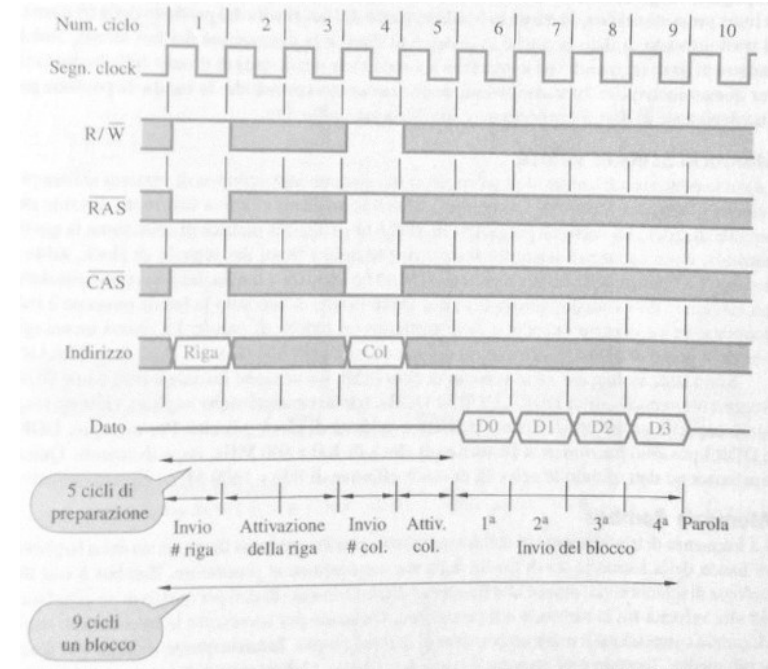 Num. ciclo 1 2 3 4 5 6 7 8 9 10
Segn. clock
R/W̅
R̅A̅S̅
C̅A̅S̅
Indirizzo Riga Col
Dato D0 D1 D2 D3
5 cicli di
preparazione
Invio
# riga
Attivazione
della riga
Invio
# col.
Attiv.
col.
1ª 2ª 3ª 4ª Parola
Invio del blocco
9 cicli
un blocco